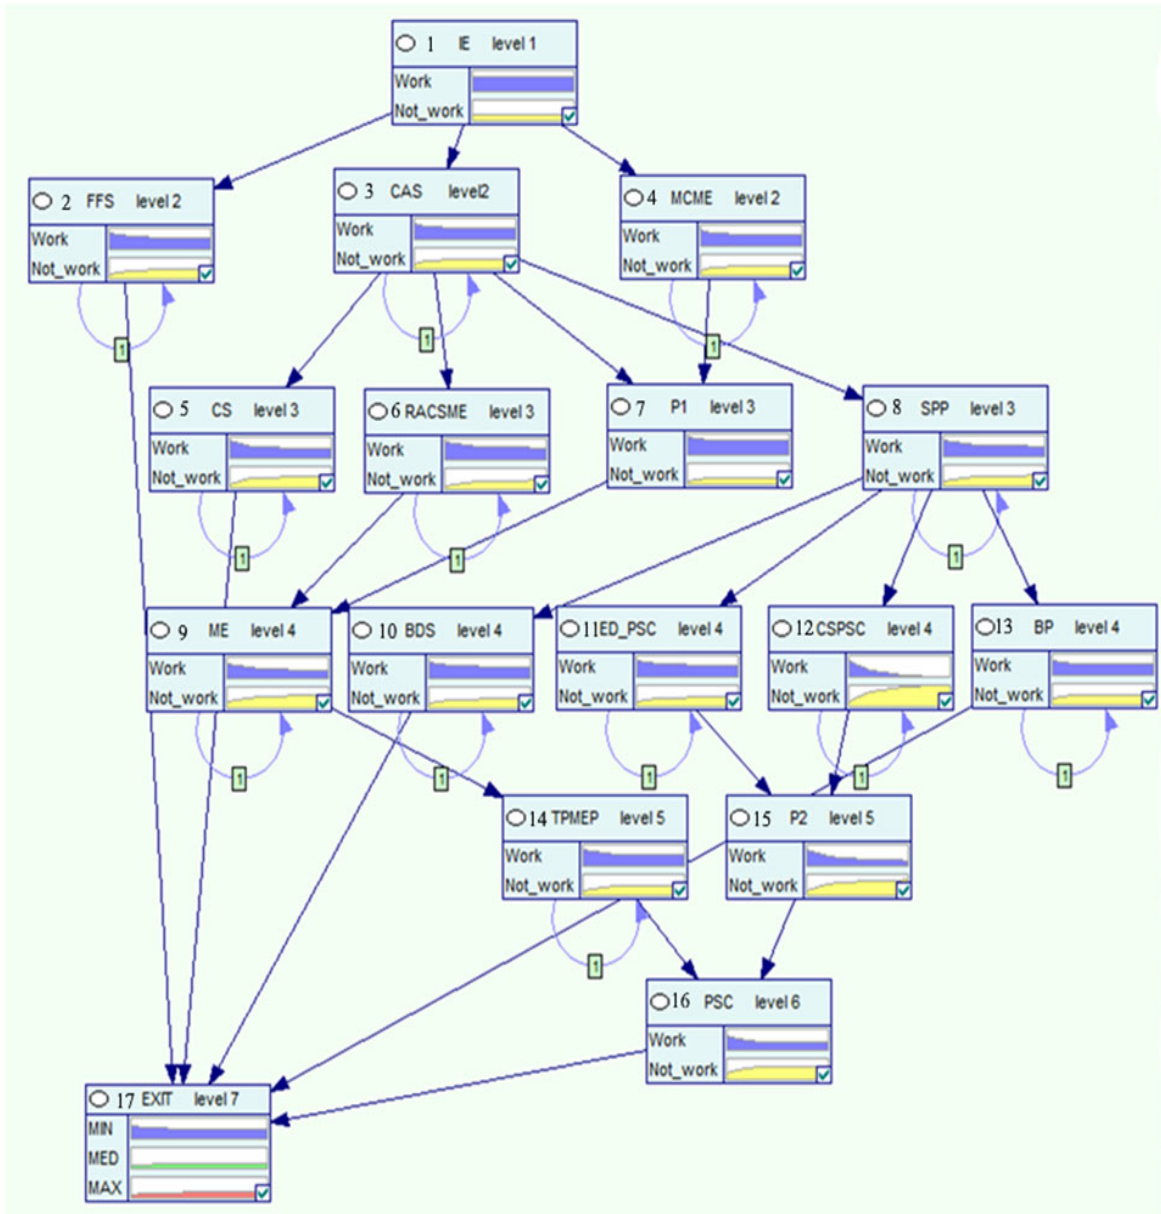 1 IE level 1
Work
Not_work
2 FFS level 2
Work
Not_work
3 CAS level2
Work
Not_work
4 MCME level 2
Work
Not_work
1
1
1
5 CS level 3
Work
Not_work
6 RACSME level 3
Work
Not_work
7 P1 level 3
Work
Not_work
8 SPP level 3
Work
Not_work
1
1
1
9 ME level 4
Work
Not_work
10 BDS level 4
Work
Not_work
11ED_PSC level 4
Work
Not_work
12CSPSC level 4
Work
Not_work
13 BP level 4
Work
Not_work
1
1
1
1
1
14 TPMEP level 5
Work
Not_work
15 P2 level 5
Work
Not_work
1
16 PSC level 6
Work
Not_work
17 EXIT level 7
MIN
MED
MAX